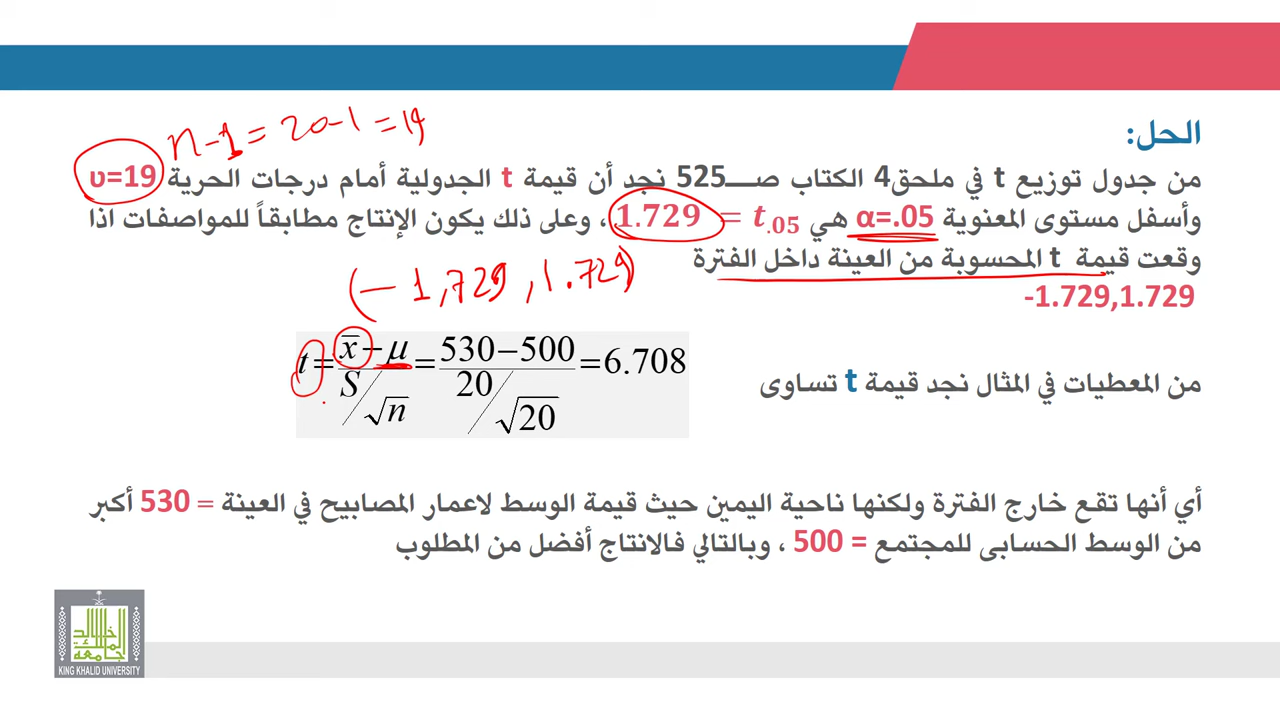 الحل:
n-1 = 20-1 = 19
من جدول توزيع t في ملحق4 الكتاب صـــ525 نجد أن قيمة t الجدولية أمام درجات الحرية υ=19
وأسفل مستوى المعنوية α=.05 هي t.05 = 1.729 ، وعلى ذلك يكون الإنتاج مطابقاً للمواصفات اذا
وقعت قيمة t المحسوبة من العينة داخل الفترة
(-1,729 , 1.729)
-1.729,1.729
من المعطيات في المثال نجد قيمة t تساوى
t = (x̄-μ)/(S/√n) = (530-500)/(20/√20) = 6.708
أي أنها تقع خارج الفترة ولكنها ناحية اليمين حيث قيمة الوسط لاعمار المصابيح في العينة = 530 أكبر
من الوسط الحسابى للمجتمع = 500 ، وبالتالي فالانتاج أفضل من المطلوب
جامعة الملك خالد
KING KHALID UNIVERSITY